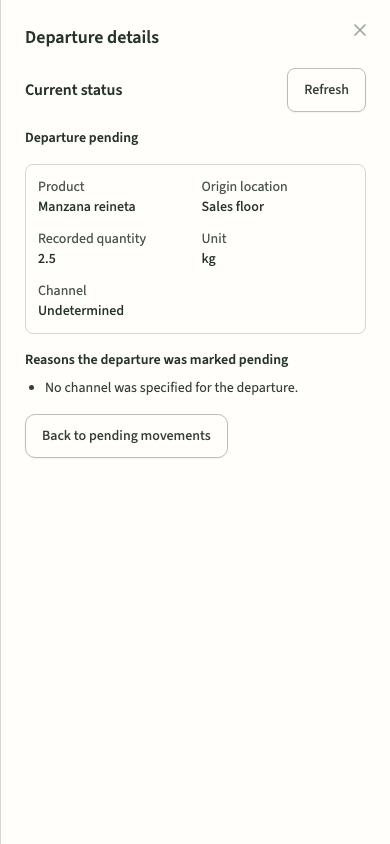 Departure details
Current status
Refresh
Departure pending
Product
Origin location
Manzana reineta
Sales floor
Recorded quantity
Unit
2.5
kg
Channel
Undetermined
Reasons the departure was marked pending
• No channel was specified for the departure.
Back to pending movements